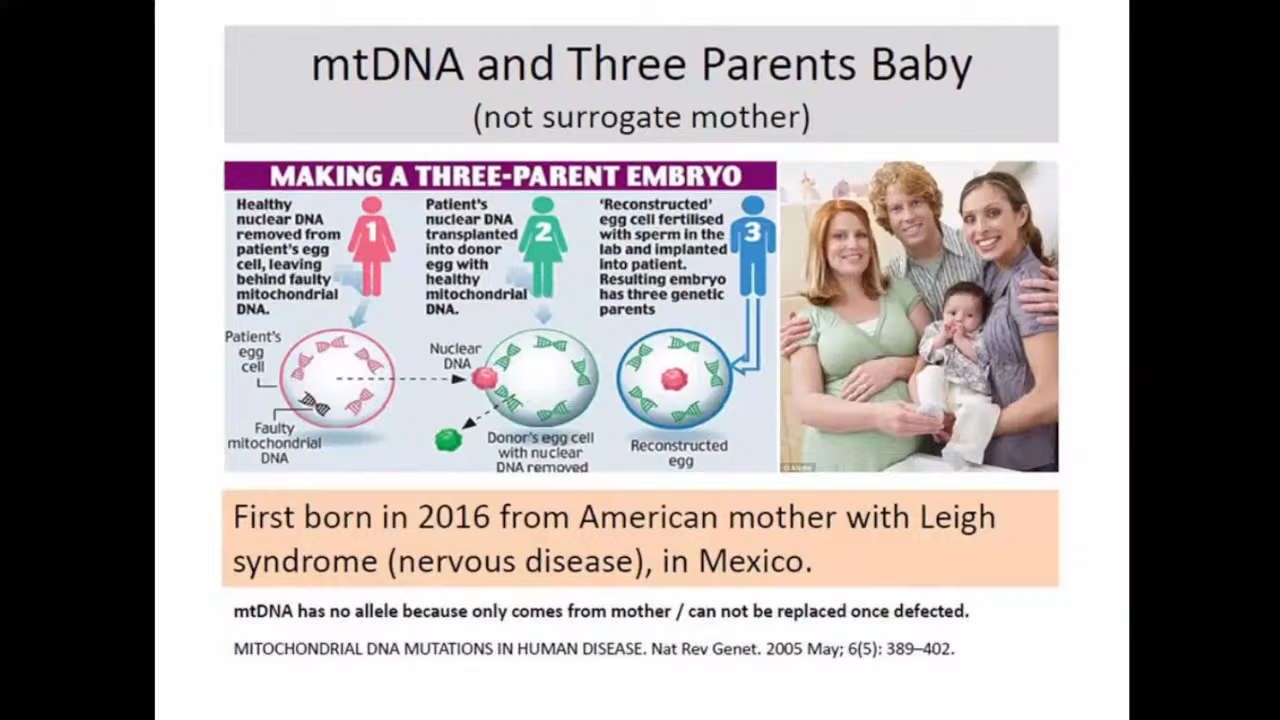 mtDNA and Three Parents Baby
(not surrogate mother)
MAKING A THREE-PARENT EMBRYO
Healthy
nuclear DNA
removed from
patient's egg
cell, leaving
behind faulty
mitochondrial
DNA.
1
Patient's
nuclear DNA
transplanted
into donor
egg with
healthy
mitochondrial
DNA.
2
'Reconstructed'
egg cell fertilised
with sperm in the
lab and implanted
into patient.
Resulting embryo
has three genetic
parents
3
Patient's
egg
cell
Faulty
mitochondrial
DNA
Nuclear
DNA
Donor's egg cell
with nuclear
DNA removed
Reconstructed
egg
First born in 2016 from American mother with Leigh
syndrome (nervous disease), in Mexico.
mtDNA has no allele because only comes from mother / can not be replaced once defected.
MITOCHONDRIAL DNA MUTATIONS IN HUMAN DISEASE. Nat Rev Genet. 2005 May; 6(5): 389–402.